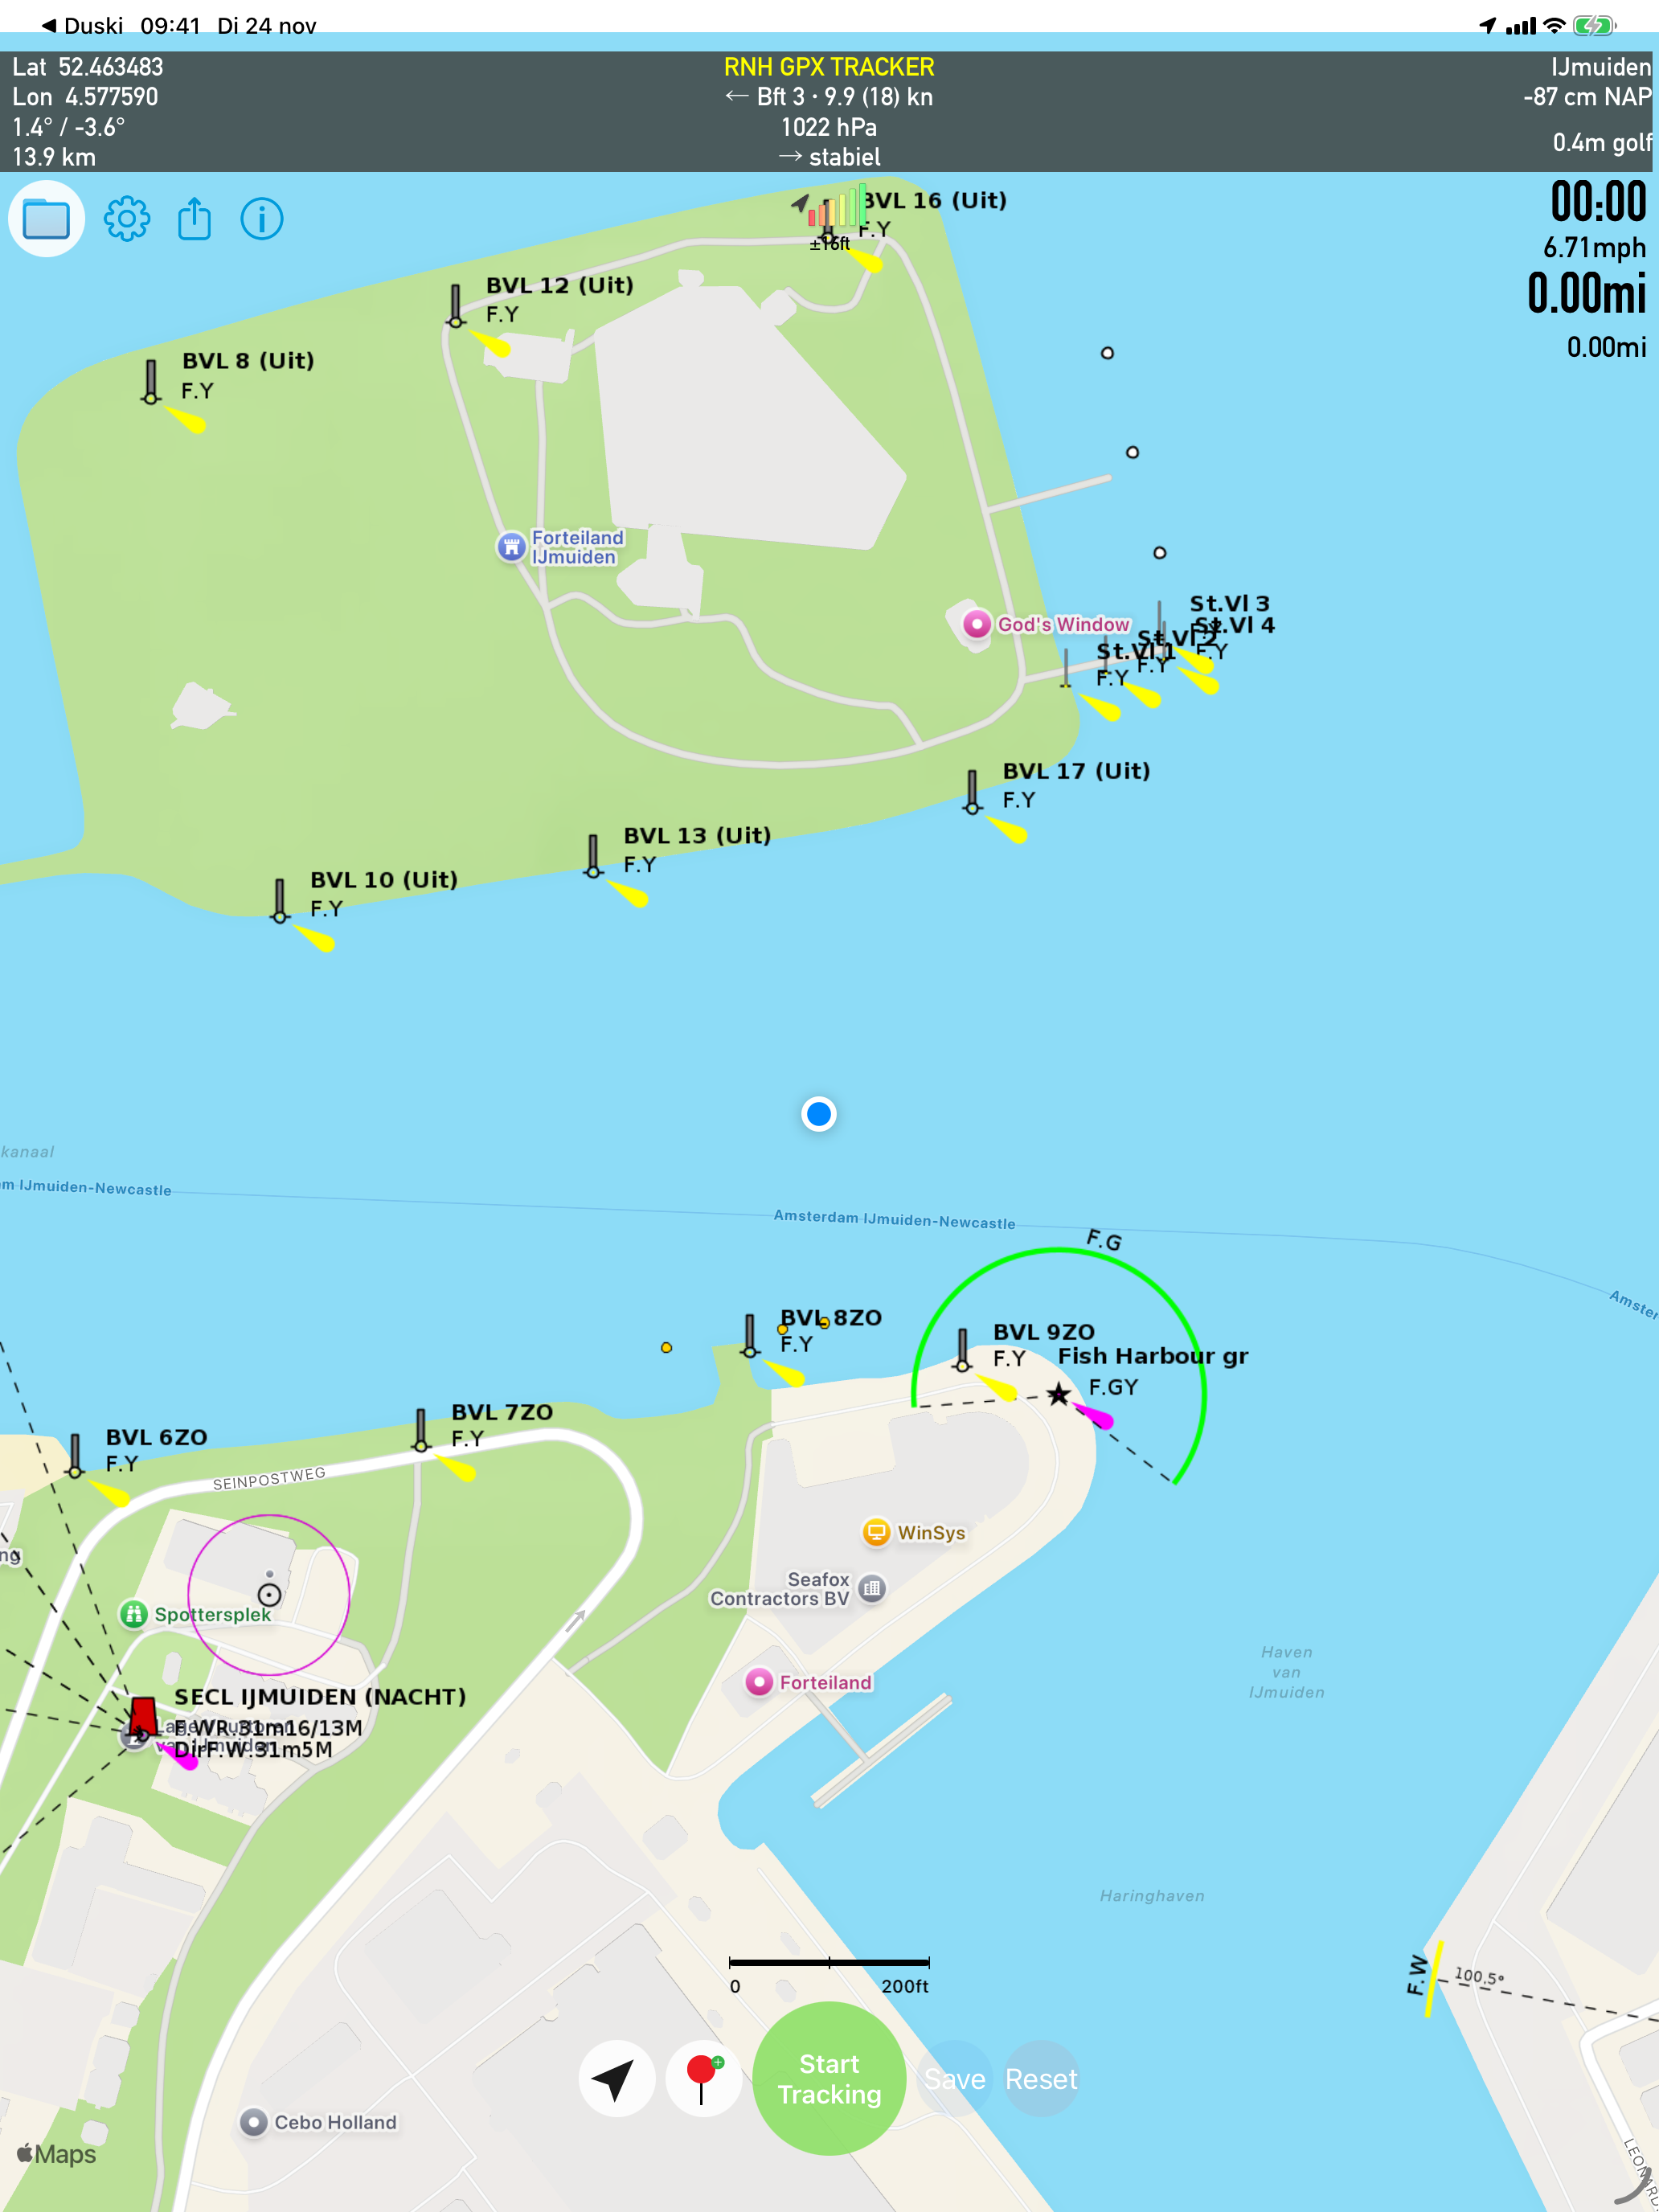 ◀ Duski 09:41 Di 24 nov
Lat 52.463483
Lon 4.577590
1.4° / -3.6°
13.9 km
RNH GPX TRACKER
← Bft 3 · 9.9 (18) kn
1022 hPa
→ stabiel
IJmuiden
-87 cm NAP
0.4m golf
00:00
6.71mph
0.00mi
0.00mi
BVL 16 (Uit)
F.Y
±16ft
BVL 12 (Uit)
F.Y
BVL 8 (Uit)
F.Y
Forteiland
IJmuiden
God's Window
St.Vl 3
St.Vl 4
F.Y
St.Vl 2
F.Y
St.Vl 1
F.Y
BVL 17 (Uit)
F.Y
BVL 13 (Uit)
F.Y
BVL 10 (Uit)
F.Y
kanaal
m IJmuiden-Newcastle
Amsterdam IJmuiden-Newcastle
Amster
F.G
BVL 8ZO
F.Y
BVL 9ZO
F.Y
Fish Harbour gr
F.GY
BVL 7ZO
F.Y
BVL 6ZO
F.Y
SEINPOSTWEG
ng
WinSys
Seafox
Contractors BV
Spottersplek
Forteiland
Haven
van
IJmuiden
SECL IJMUIDEN (NACHT)
F.WR.31m16/13M
DirF.W.31m5M
Haringhaven
F.W
100.5°
0 200ft
Start
Tracking
Save
Reset
Cebo Holland
Maps